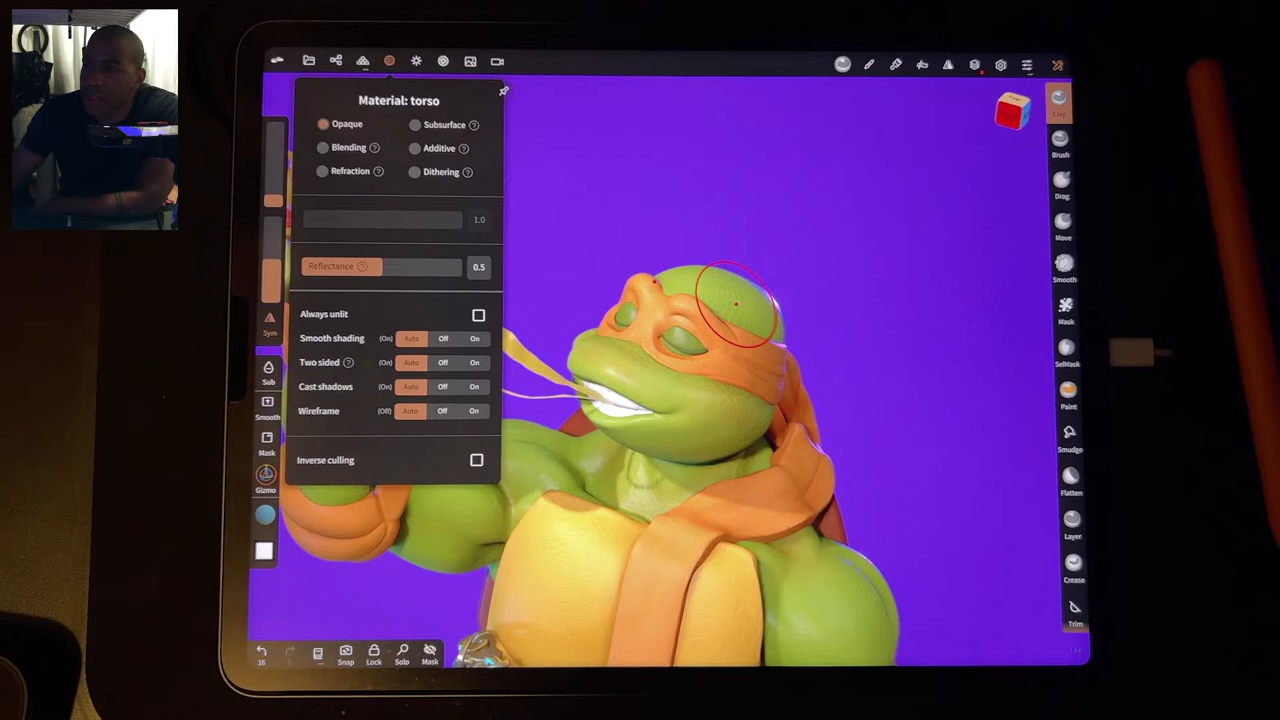 Material: torso
Opaque
Subsurface ?
Blending ?
Additive ?
Refraction ?
Dithering ?
1.0
Reflectance ? 0.5
Always unlit
Smooth shading (On) Auto Off On
Two sided ? (On) Auto Off On
Cast shadows (On) Auto Off On
Wireframe (Off) Auto Off On
Inverse culling
Sym
Sub
Smooth
Mask
Gizmo
16
Snap
Lock
Solo
Mask
Clay
Brush
Drag
Move
Smooth
Mask
SelMask
Paint
Smudge
Flatten
Layer
Crease
Trim